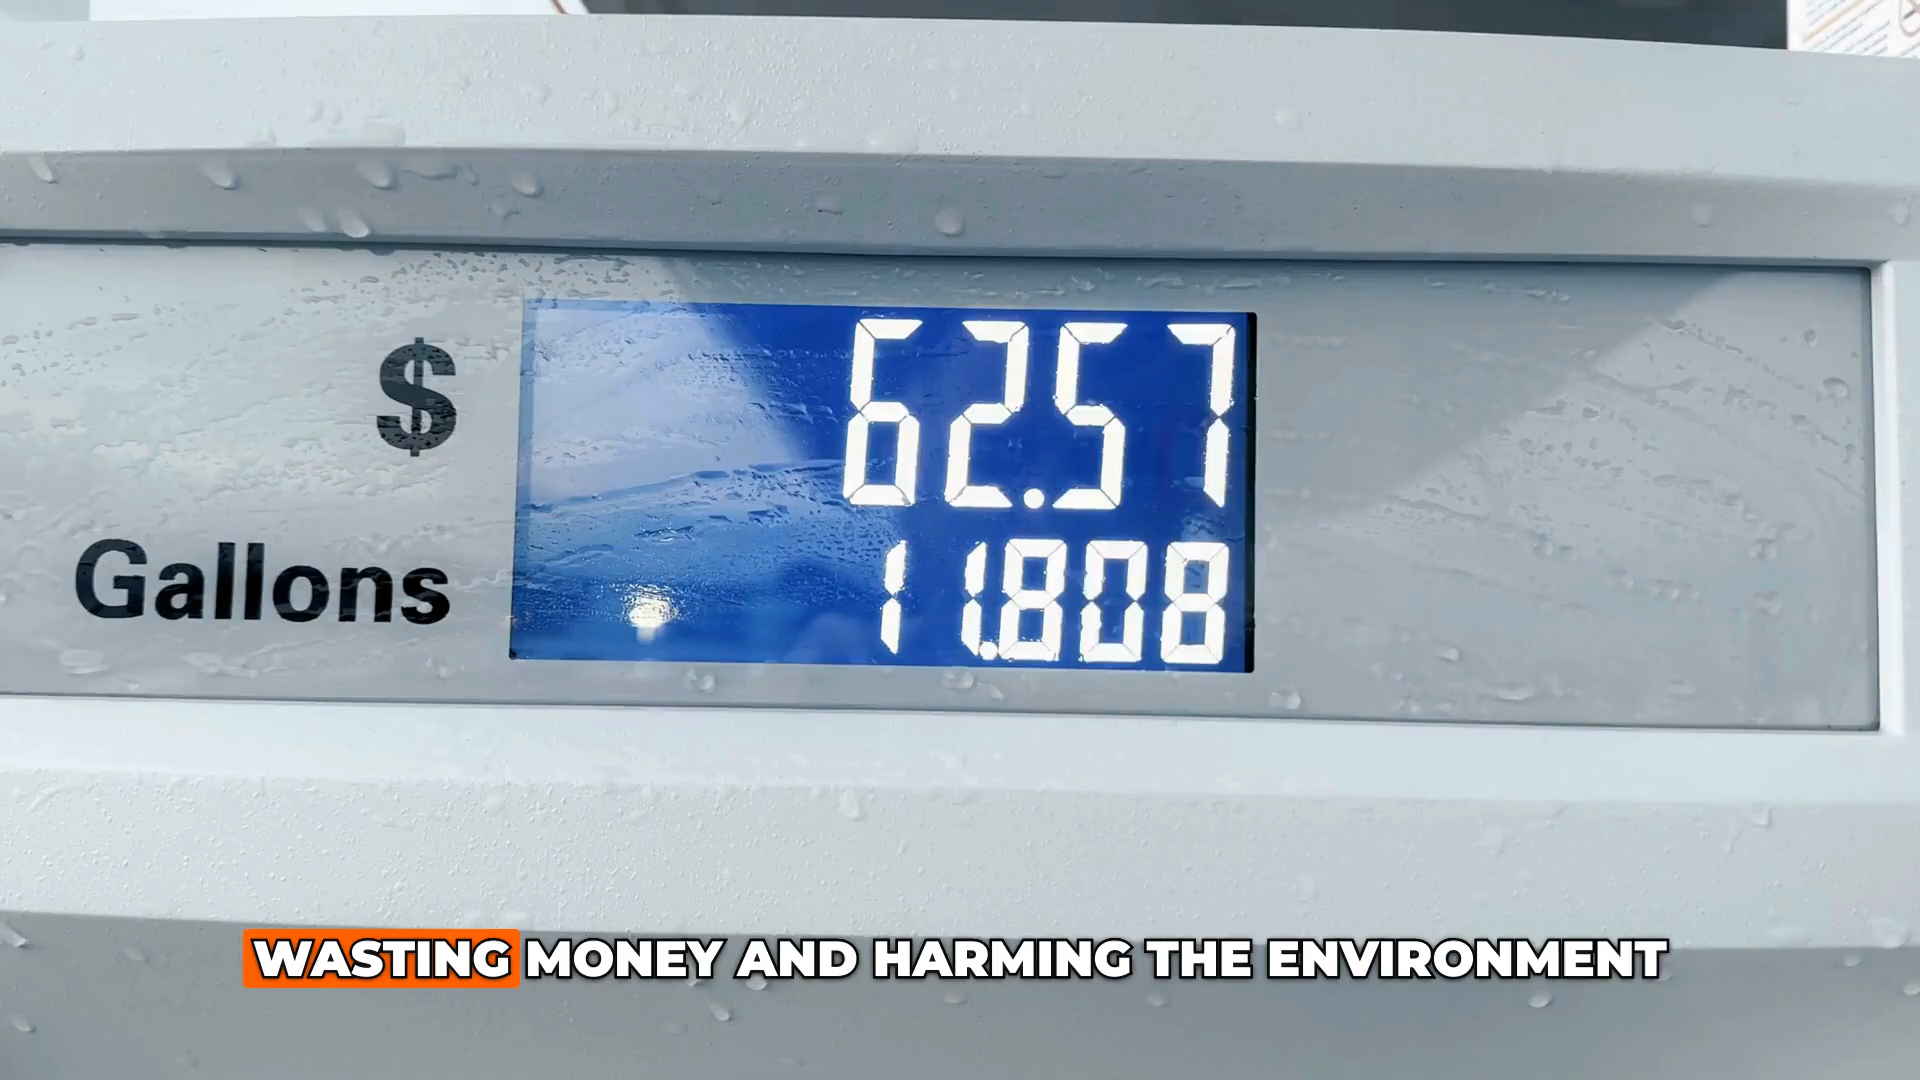 $ 62.57
Gallons 11.808
WASTING MONEY AND HARMING THE ENVIRONMENT